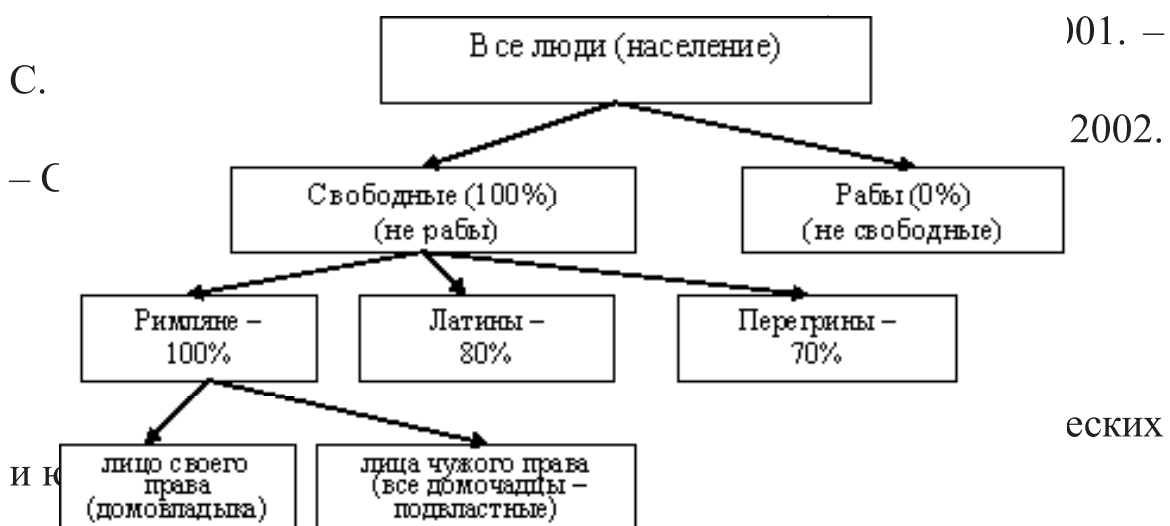 Все люди (население)
001. –
С.
2002.
– С
Свободные (100%)
(не рабы)
Рабы (0%)
(не свободные)
Римляне –
100%
Латины –
80%
Перегрины –
70%
еских
и ю
лицо своего
права
(домовладыка)
лица чужого права
(все домочадцы –
подвластные)